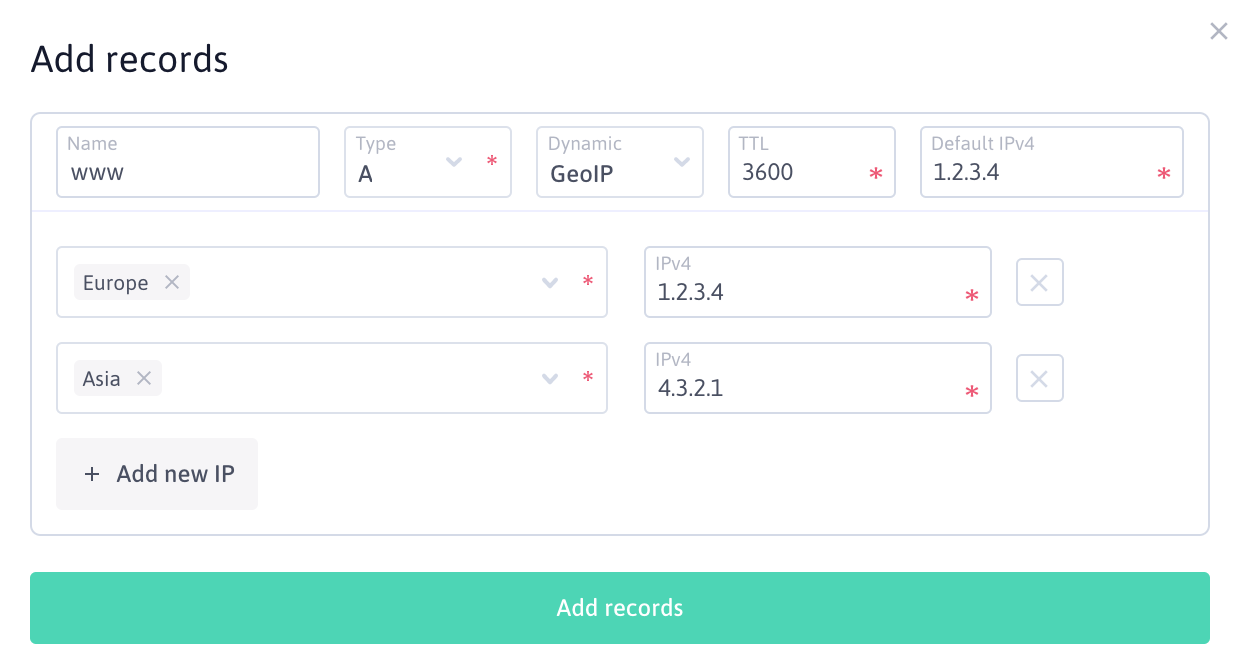 Add records
Name Type Dynamic TTL Default IPv4
www A * GeoIP 3600 * 1.2.3.4 *
Europe * IPv4
1.2.3.4 *
Asia * IPv4
4.3.2.1 *
+ Add new IP
Add records